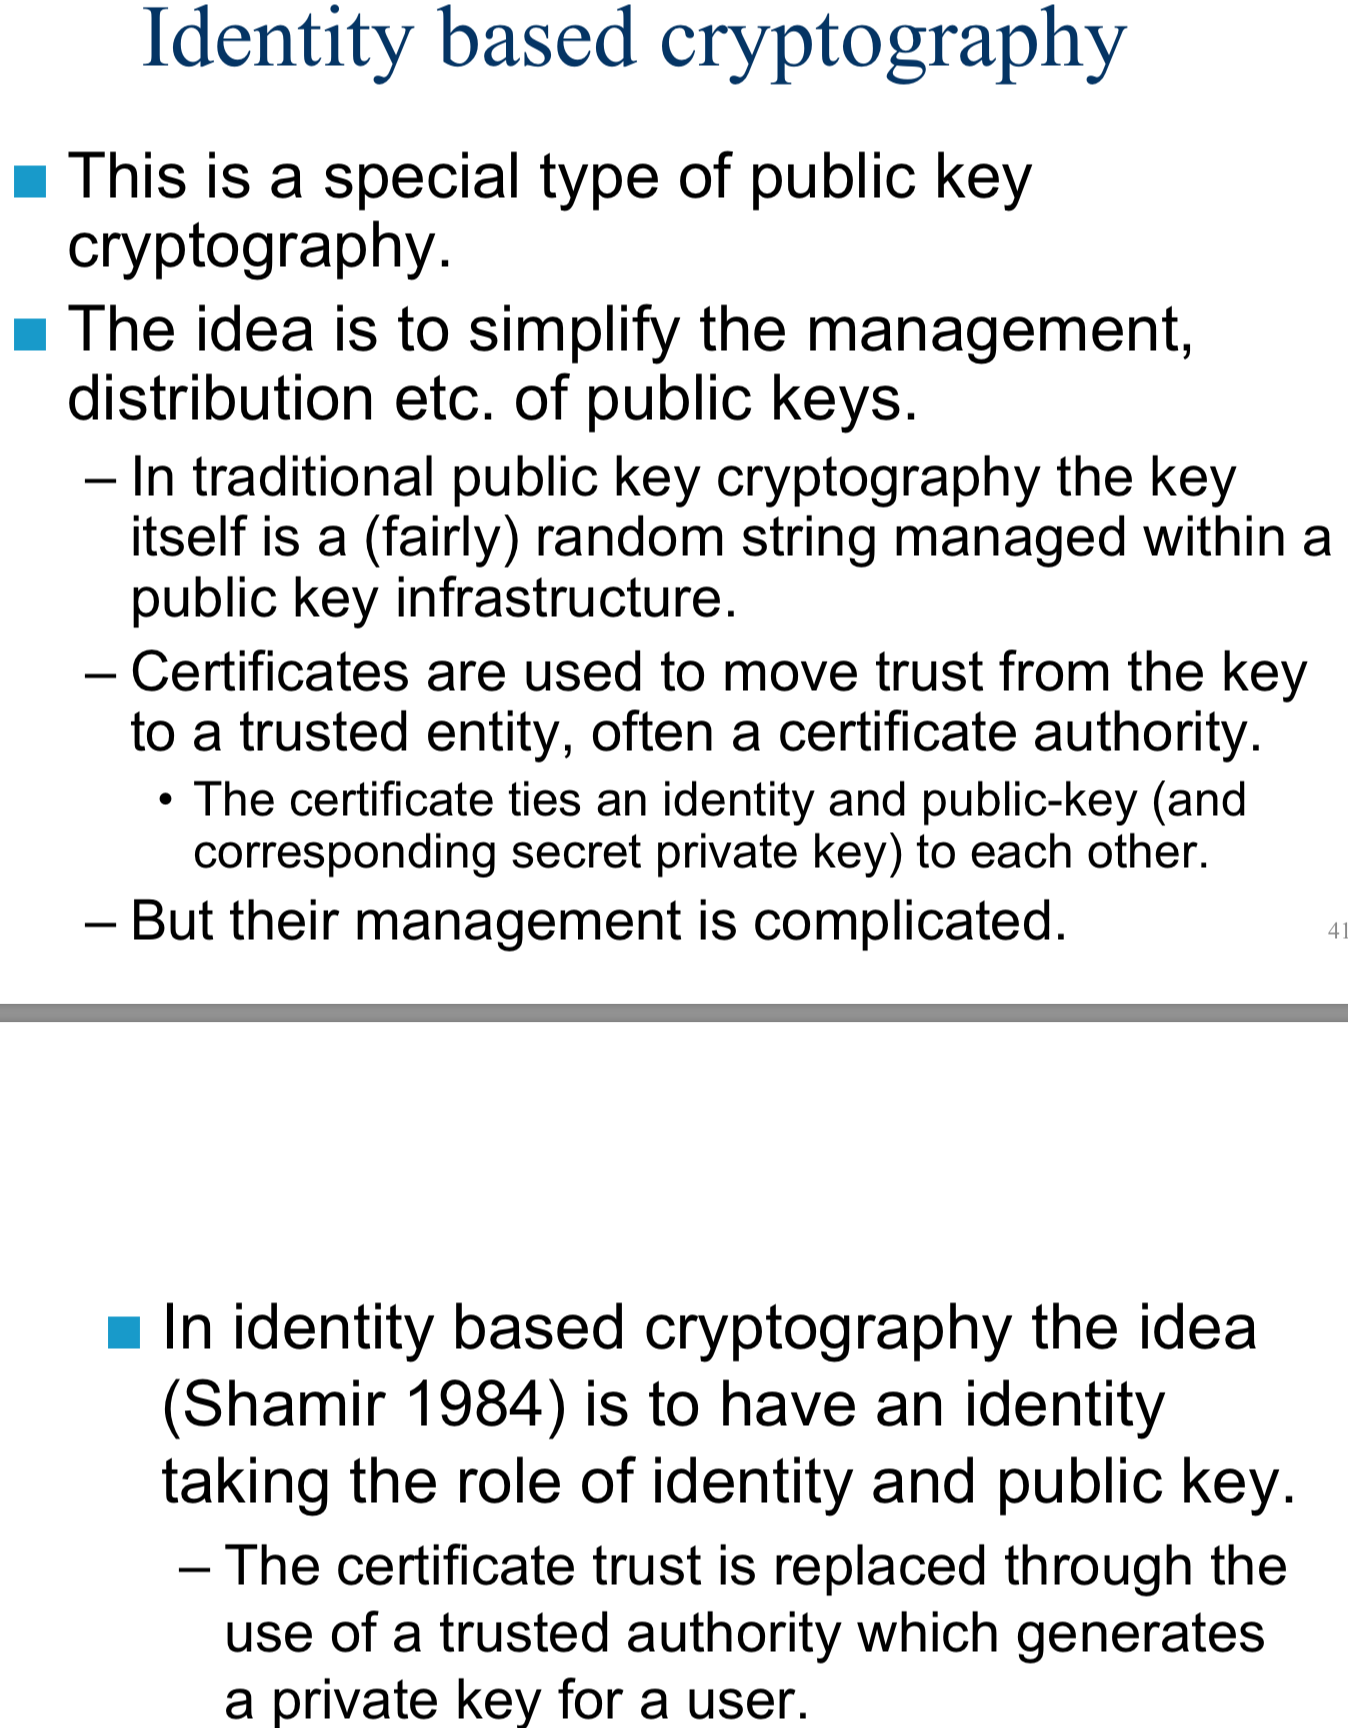 Identity based cryptography
This is a special type of public key
cryptography.
The idea is to simplify the management,
distribution etc. of public keys.
– In traditional public key cryptography the key
itself is a (fairly) random string managed within a
public key infrastructure.
– Certificates are used to move trust from the key
to a trusted entity, often a certificate authority.
• The certificate ties an identity and public-key (and
corresponding secret private key) to each other.
– But their management is complicated.
41
In identity based cryptography the idea
(Shamir 1984) is to have an identity
taking the role of identity and public key.
– The certificate trust is replaced through the
use of a trusted authority which generates
a private key for a user.